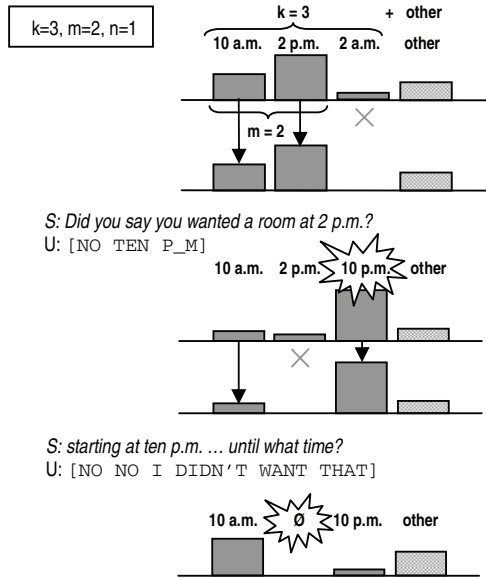 k=3, m=2, n=1
k = 3 + other
10 a.m. 2 p.m. 2 a.m. other
m = 2
S: Did you say you wanted a room at 2 p.m.?
U: [NO TEN P_M]
10 a.m. 2 p.m. 10 p.m. other
S: starting at ten p.m. … until what time?
U: [NO NO I DIDN'T WANT THAT]
10 a.m. Ø 10 p.m. other